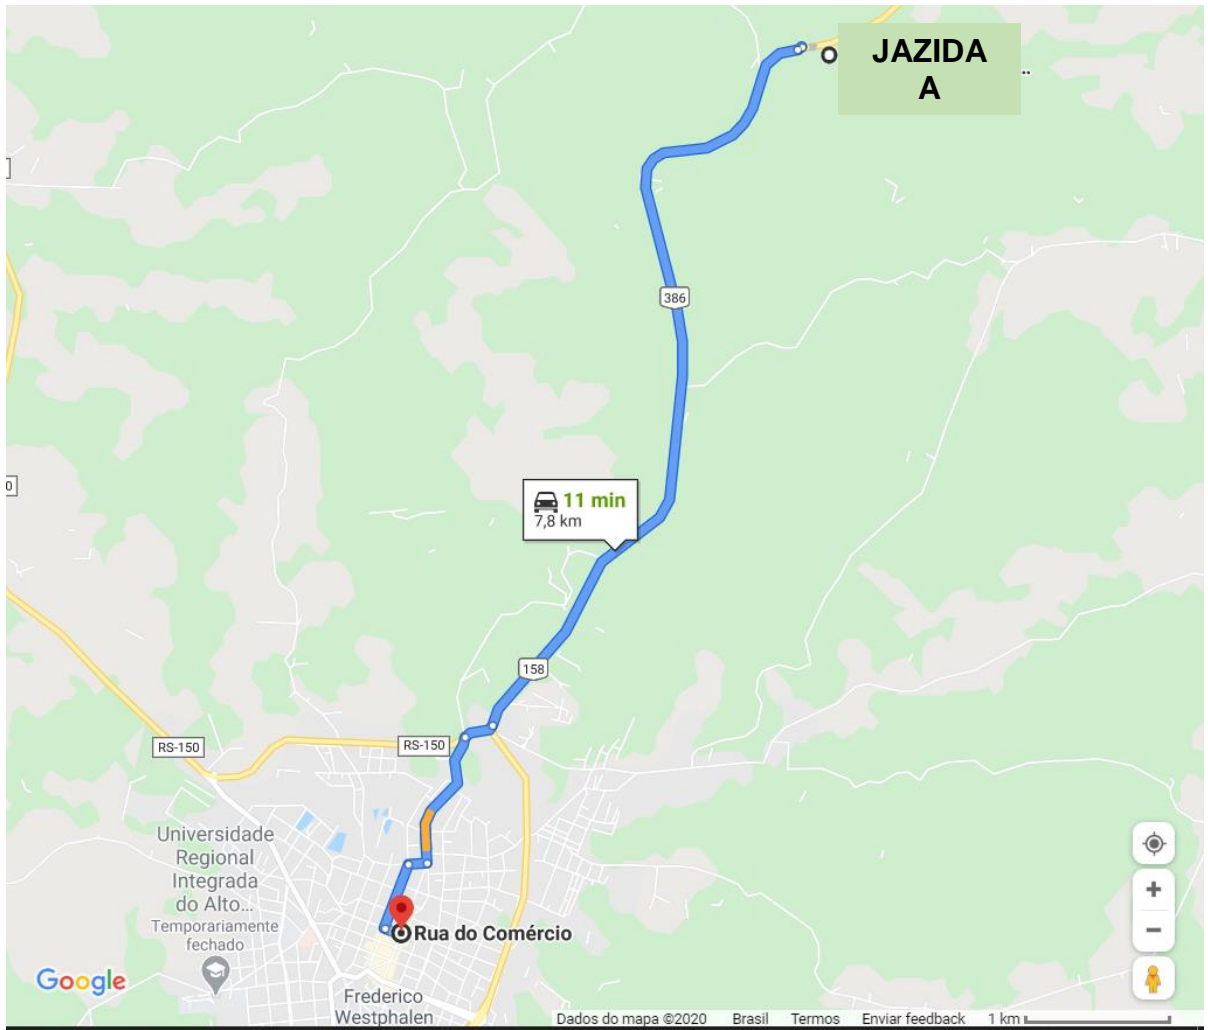 JAZIDA
A
..
386
11 min
7,8 km
0
158
RS-150
RS-150
Universidade
Regional
Integrada
do Alto...
Temporariamente
fechado
Rua do Comércio
Google
Frederico
Westphalen
Dados do mapa ©2020 Brasil Termos Enviar feedback 1 km